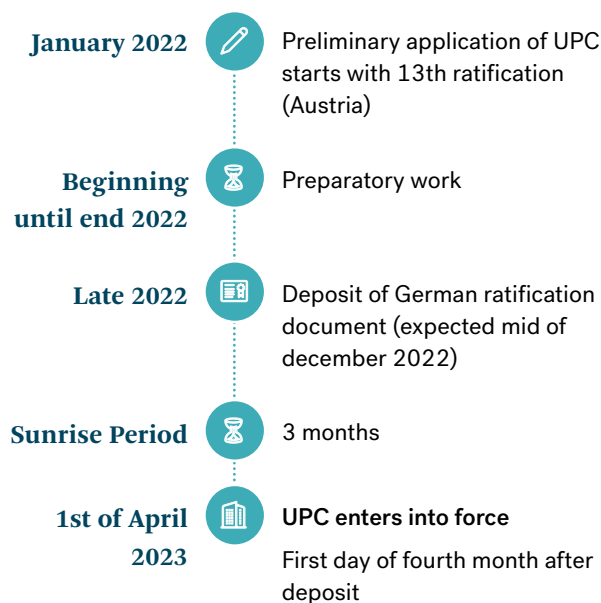 January 2022
Preliminary application of UPC
starts with 13th ratification
(Austria)
Beginning
until end 2022
Preparatory work
Late 2022
Deposit of German ratification
document (expected mid of
december 2022)
Sunrise Period
3 months
1st of April
2023
UPC enters into force
First day of fourth month after
deposit